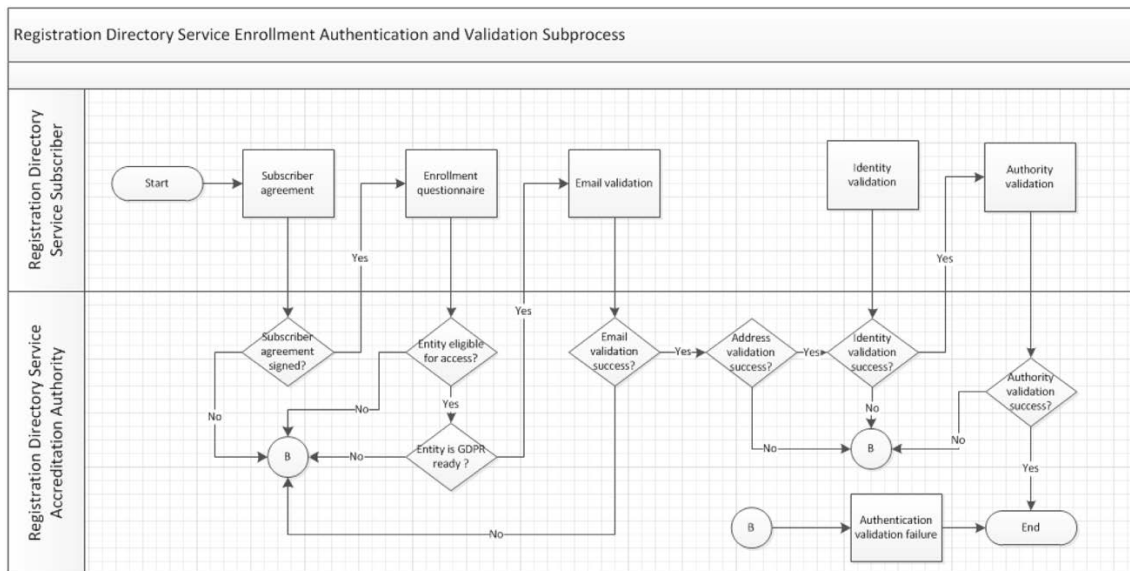 Registration Directory Service Enrollment Authentication and Validation Subprocess
Registration Directory
Service Subscriber
Start
Subscriber
agreement
Enrollment
questionnaire
Email validation
Identity
validation
Authority
validation
Yes
Yes
Yes
Registration Directory Service
Accreditation Authority
Subscriber
agreement
signed?
Entity eligible
for access?
Email
validation
success?
Yes
Address
validation
success?
Yes
Identity
validation
success?
Authority
validation
success?
No
No
Yes
No
B
No
Entity is GDPR
ready ?
No
B
No
Yes
No
B
Authentication
validation failure
End
No